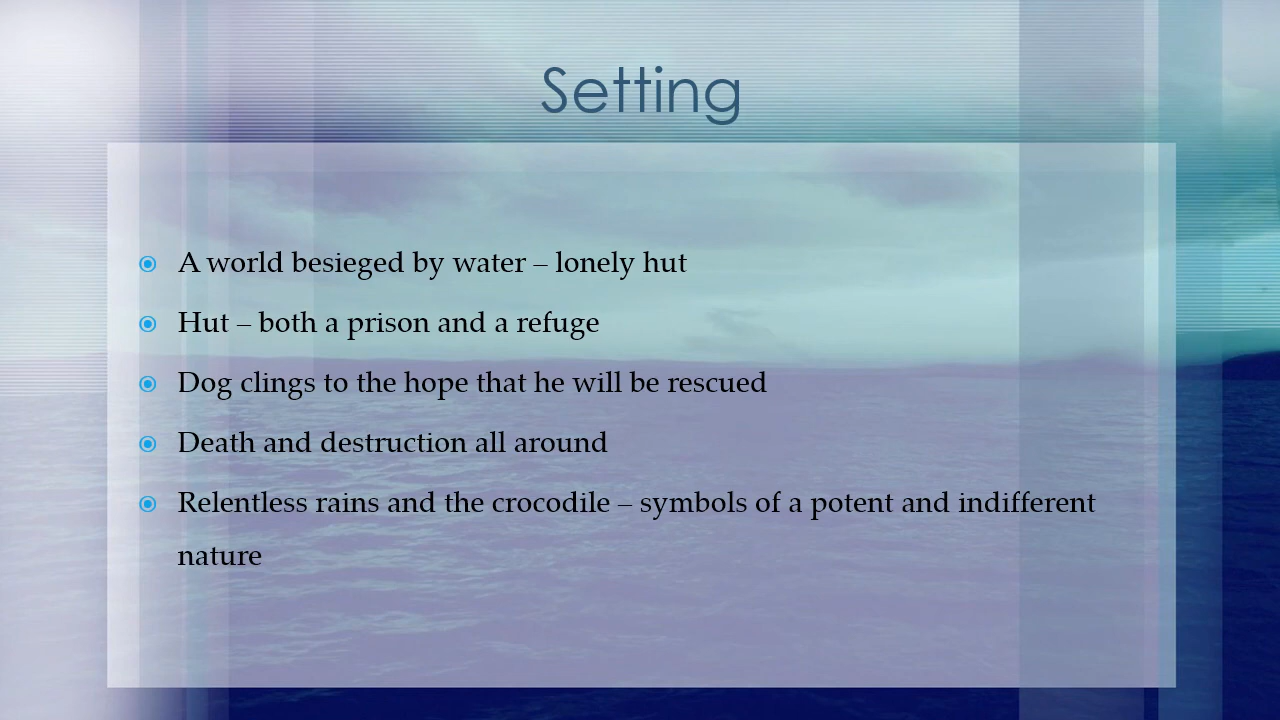 Setting
A world besieged by water – lonely hut
Hut – both a prison and a refuge
Dog clings to the hope that he will be rescued
Death and destruction all around
Relentless rains and the crocodile – symbols of a potent and indifferent
nature